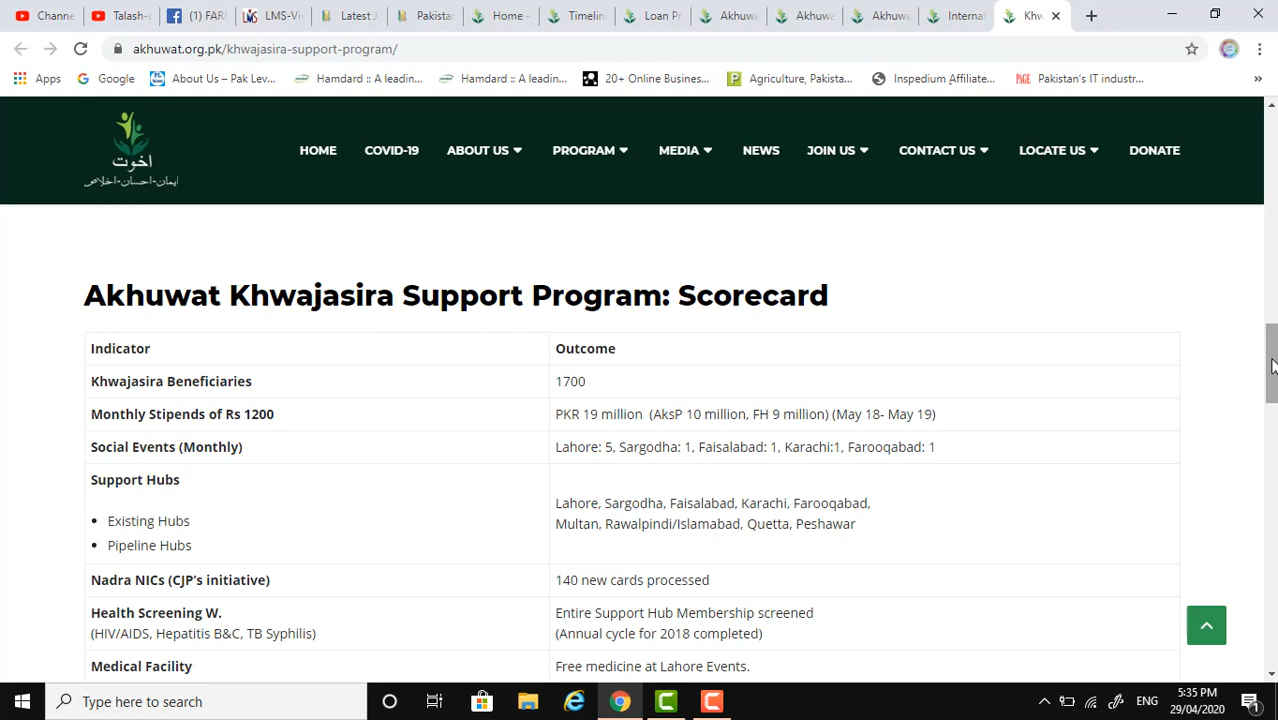 Channe
Talash-e
(1) FARI
LMS-Vi
Latest J
Pakistar
Home –
Timelin
Loan Pr
Akhuwa
Akhuwa
Akhuwa
Interna
Khw
akhuwat.org.pk/khwajasira-support-program/
Apps
Google
About Us – Pak Lev...
Hamdard :: A leadin...
Hamdard :: A leadin...
20+ Online Busines...
Agriculture, Pakista...
Inspedium Affiliate...
PAGE Pakistan's IT industr...
»
اخوت
ایمان-احسان-اخلاص
HOME
COVID-19
ABOUT US
PROGRAM
MEDIA
NEWS
JOIN US
CONTACT US
LOCATE US
DONATE
Akhuwat Khwajasira Support Program: Scorecard
Indicator
Outcome
Khwajasira Beneficiaries
1700
Monthly Stipends of Rs 1200
PKR 19 million (AksP 10 million, FH 9 million) (May 18- May 19)
Social Events (Monthly)
Lahore: 5, Sargodha: 1, Faisalabad: 1, Karachi:1, Farooqabad: 1
Support Hubs
• Existing Hubs
• Pipeline Hubs
Lahore, Sargodha, Faisalabad, Karachi, Farooqabad,
Multan, Rawalpindi/Islamabad, Quetta, Peshawar
Nadra NICs (CJP's initiative)
140 new cards processed
Health Screening W.
(HIV/AIDS, Hepatitis B&C, TB Syphilis)
Entire Support Hub Membership screened
(Annual cycle for 2018 completed)
Medical Facility
Free medicine at Lahore Events.
Type here to search
ENG
5:35 PM
29/04/2020
1